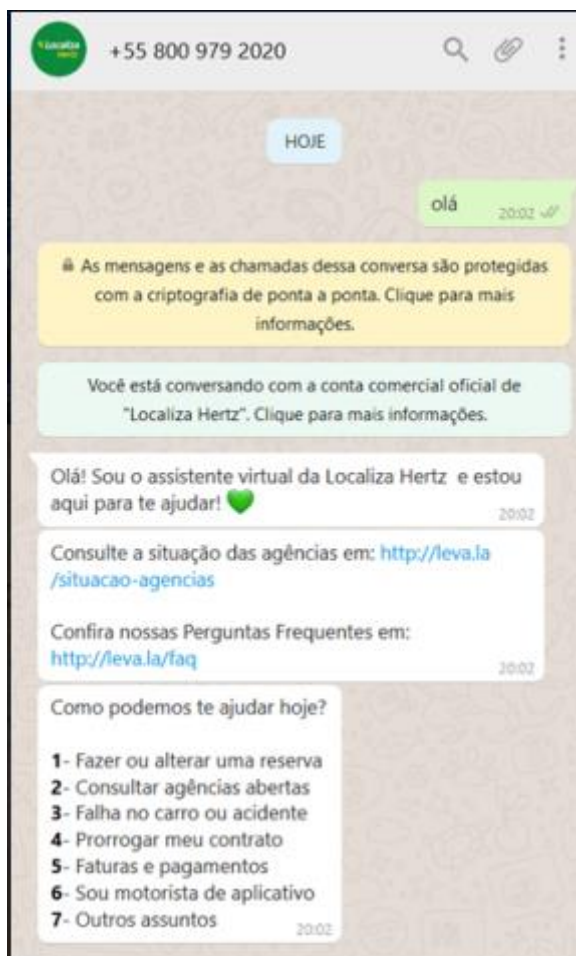 Localiza
Hertz
+55 800 979 2020
HOJE
olá
20:02
As mensagens e as chamadas dessa conversa são protegidas
com a criptografia de ponta a ponta. Clique para mais
informações.
Você está conversando com a conta comercial oficial de
"Localiza Hertz". Clique para mais informações.
Olá! Sou o assistente virtual da Localiza Hertz e estou
aqui para te ajudar! 💚
20:02
Consulte a situação das agências em: http://leva.la
/situacao-agencias
Confira nossas Perguntas Frequentes em:
http://leva.la/faq
20:02
Como podemos te ajudar hoje?
1- Fazer ou alterar uma reserva
2- Consultar agências abertas
3- Falha no carro ou acidente
4- Prorrogar meu contrato
5- Faturas e pagamentos
6- Sou motorista de aplicativo
7- Outros assuntos
20:02